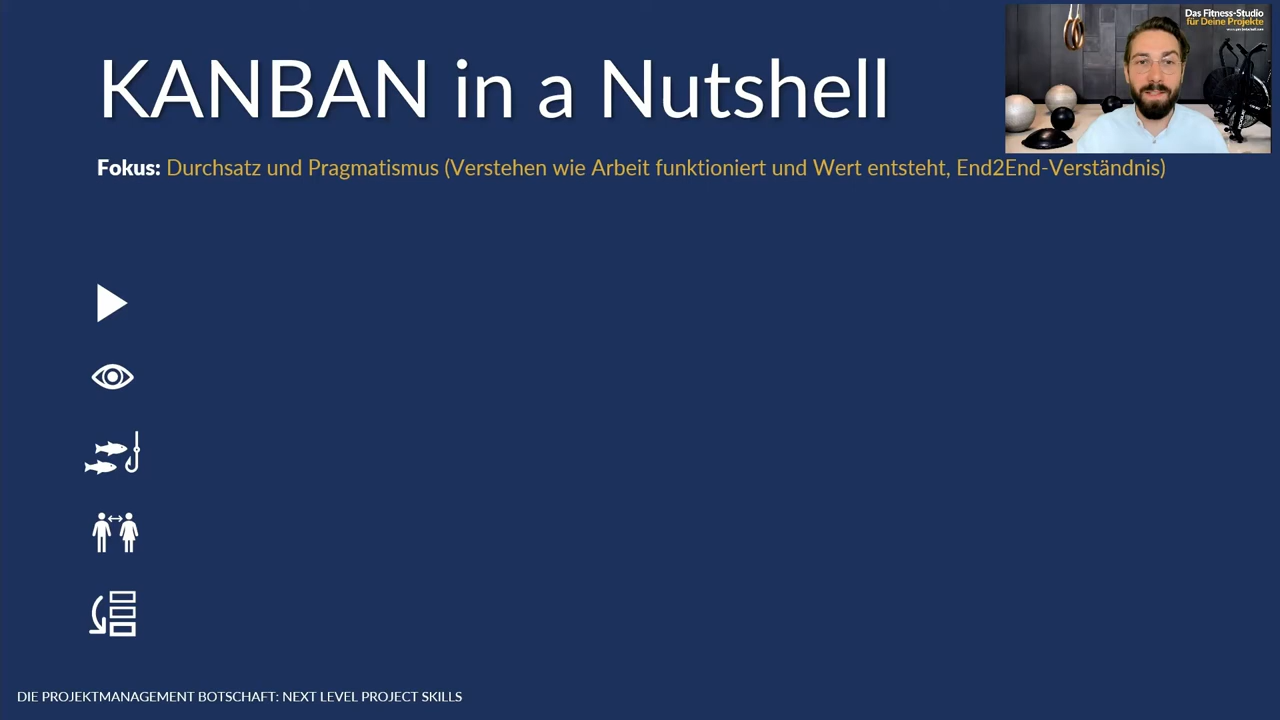 Das Fitness-Studio
für Deine Projekte
KANBAN in a Nutshell
Fokus: Durchsatz und Pragmatismus (Verstehen wie Arbeit funktioniert und Wert entsteht, End2End-Verständnis)
DIE PROJEKTMANAGEMENT BOTSCHAFT: NEXT LEVEL PROJECT SKILLS